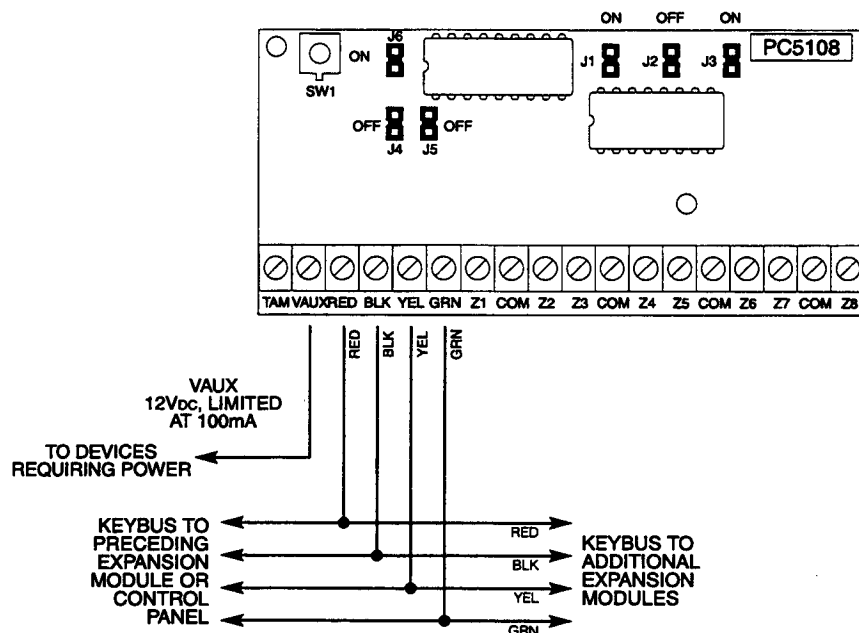 ON OFF ON
J6
ON
J1 J2 J3
PC5108
SW1
OFF OFF
J4 J5
TAM VAUX RED BLK YEL GRN Z1 COM Z2 Z3 COM Z4 Z5 COM Z6 Z7 COM Z8
RED BLK YEL GRN
VAUX
12VDC, LIMITED
AT 100mA
TO DEVICES
REQUIRING POWER
KEYBUS TO
PRECEDING
EXPANSION
MODULE OR
CONTROL
PANEL
RED
BLK
YEL
GRN
KEYBUS TO
ADDITIONAL
EXPANSION
MODULES